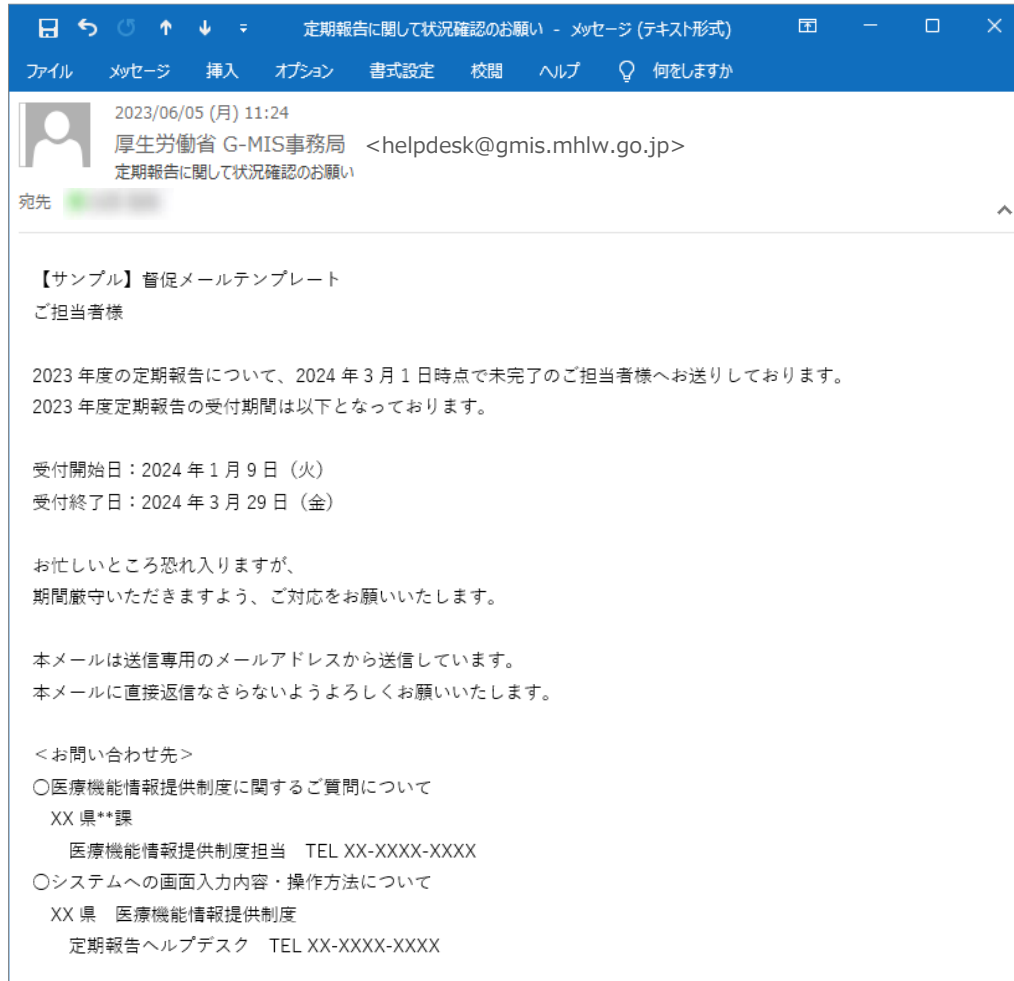 定期報告に関して状況確認のお願い - メッセージ (テキスト形式)
ファイル メッセージ 挿入 オプション 書式設定 校閲 ヘルプ 何をしますか
2023/06/05 (月) 11:24
厚生労働省 G-MIS事務局 <helpdesk@gmis.mhlw.go.jp>
定期報告に関して状況確認のお願い
宛先
【サンプル】督促メールテンプレート
ご担当者様
2023 年度の定期報告について、2024 年 3 月 1 日時点で未完了のご担当者様へお送りしております。
2023 年度定期報告の受付期間は以下となっております。
受付開始日：2024 年 1 月 9 日（火）
受付終了日：2024 年 3 月 29 日（金）
お忙しいところ恐れ入りますが、
期間厳守いただきますよう、ご対応をお願いいたします。
本メールは送信専用のメールアドレスから送信しています。
本メールに直接返信なさらないようよろしくお願いいたします。
＜お問い合わせ先＞
○医療機能情報提供制度に関するご質問について
XX 県**課
医療機能情報提供制度担当 TEL XX-XXXX-XXXX
○システムへの画面入力内容・操作方法について
XX 県 医療機能情報提供制度
定期報告ヘルプデスク TEL XX-XXXX-XXXX